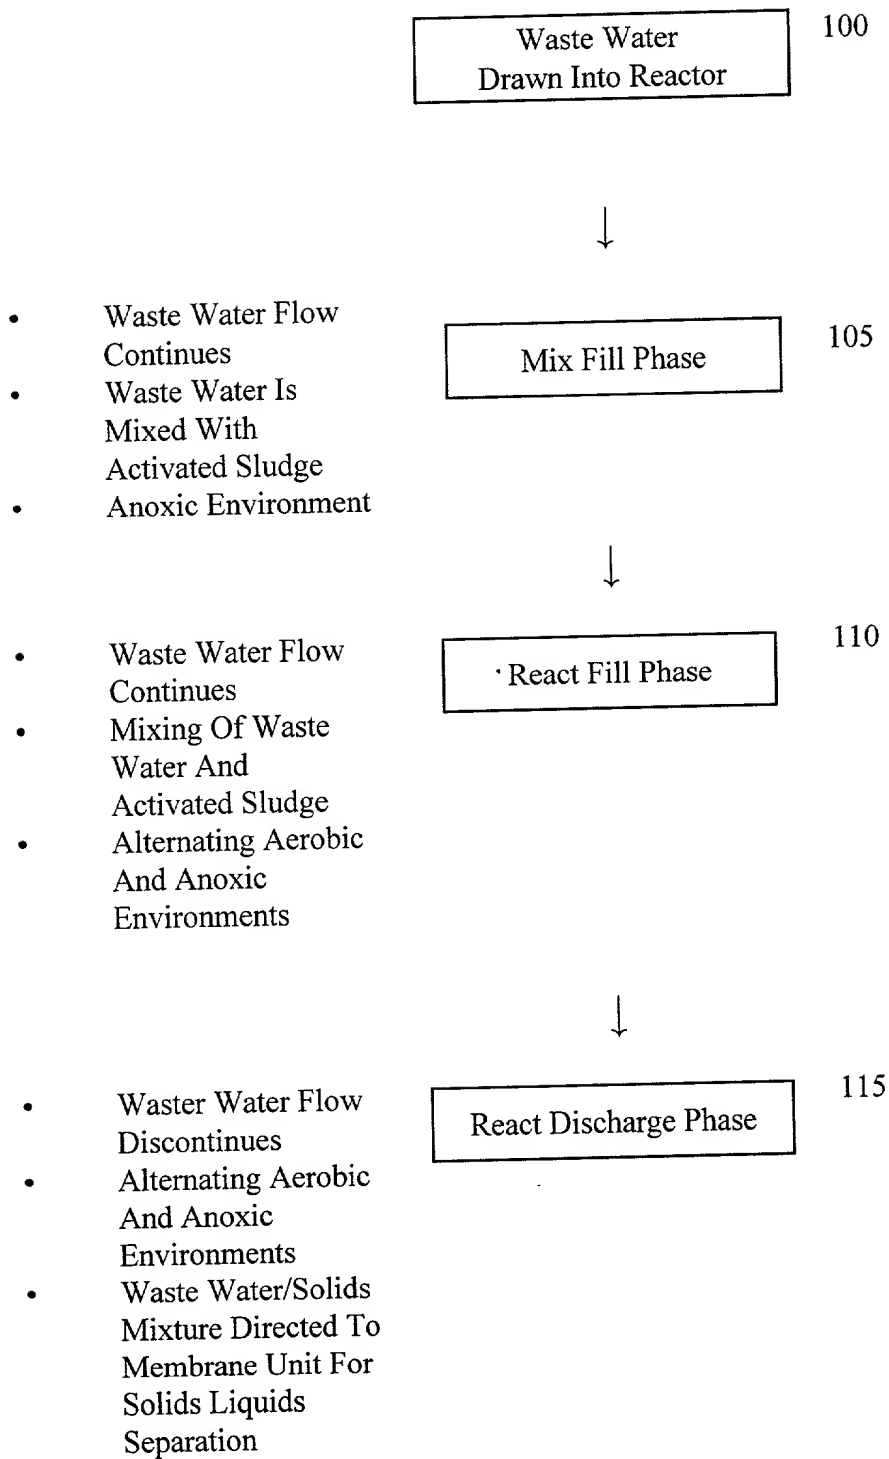 Waste Water
Drawn Into Reactor
100
↓
• Waste Water Flow
Continues
• Waste Water Is
Mixed With
Activated Sludge
• Anoxic Environment
Mix Fill Phase
105
↓
• Waste Water Flow
Continues
• Mixing Of Waste
Water And
Activated Sludge
• Alternating Aerobic
And Anoxic
Environments
React Fill Phase
110
↓
• Waster Water Flow
Discontinues
• Alternating Aerobic
And Anoxic
Environments
• Waste Water/Solids
Mixture Directed To
Membrane Unit For
Solids Liquids
Separation
React Discharge Phase
115